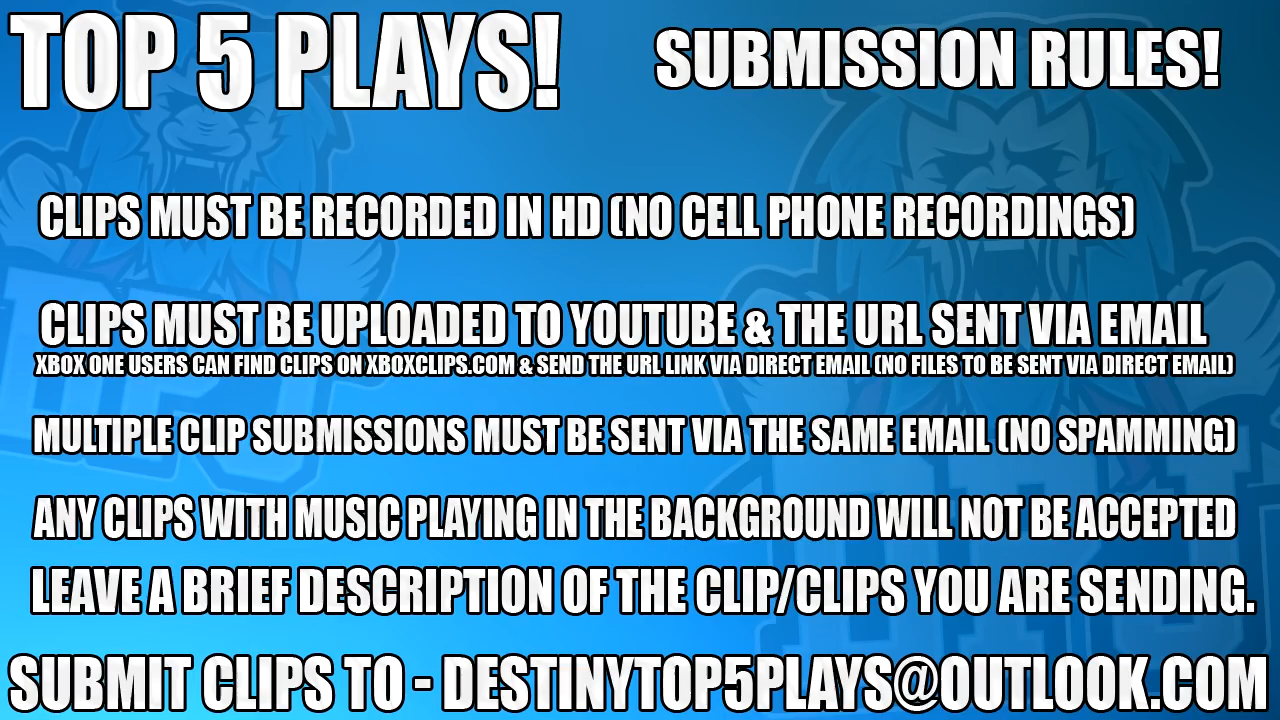 TOP 5 PLAYS!
SUBMISSION RULES!
CLIPS MUST BE RECORDED IN HD (NO CELL PHONE RECORDINGS)
CLIPS MUST BE UPLOADED TO YOUTUBE & THE URL SENT VIA EMAIL
XBOX ONE USERS CAN FIND CLIPS ON XBOXCLIPS.COM & SEND THE URL LINK VIA DIRECT EMAIL (NO FILES TO BE SENT VIA DIRECT EMAIL)
MULTIPLE CLIP SUBMISSIONS MUST BE SENT VIA THE SAME EMAIL (NO SPAMMING)
ANY CLIPS WITH MUSIC PLAYING IN THE BACKGROUND WILL NOT BE ACCEPTED
LEAVE A BRIEF DESCRIPTION OF THE CLIP/CLIPS YOU ARE SENDING.
SUBMIT CLIPS TO - DESTINYTOP5PLAYS@OUTLOOK.COM